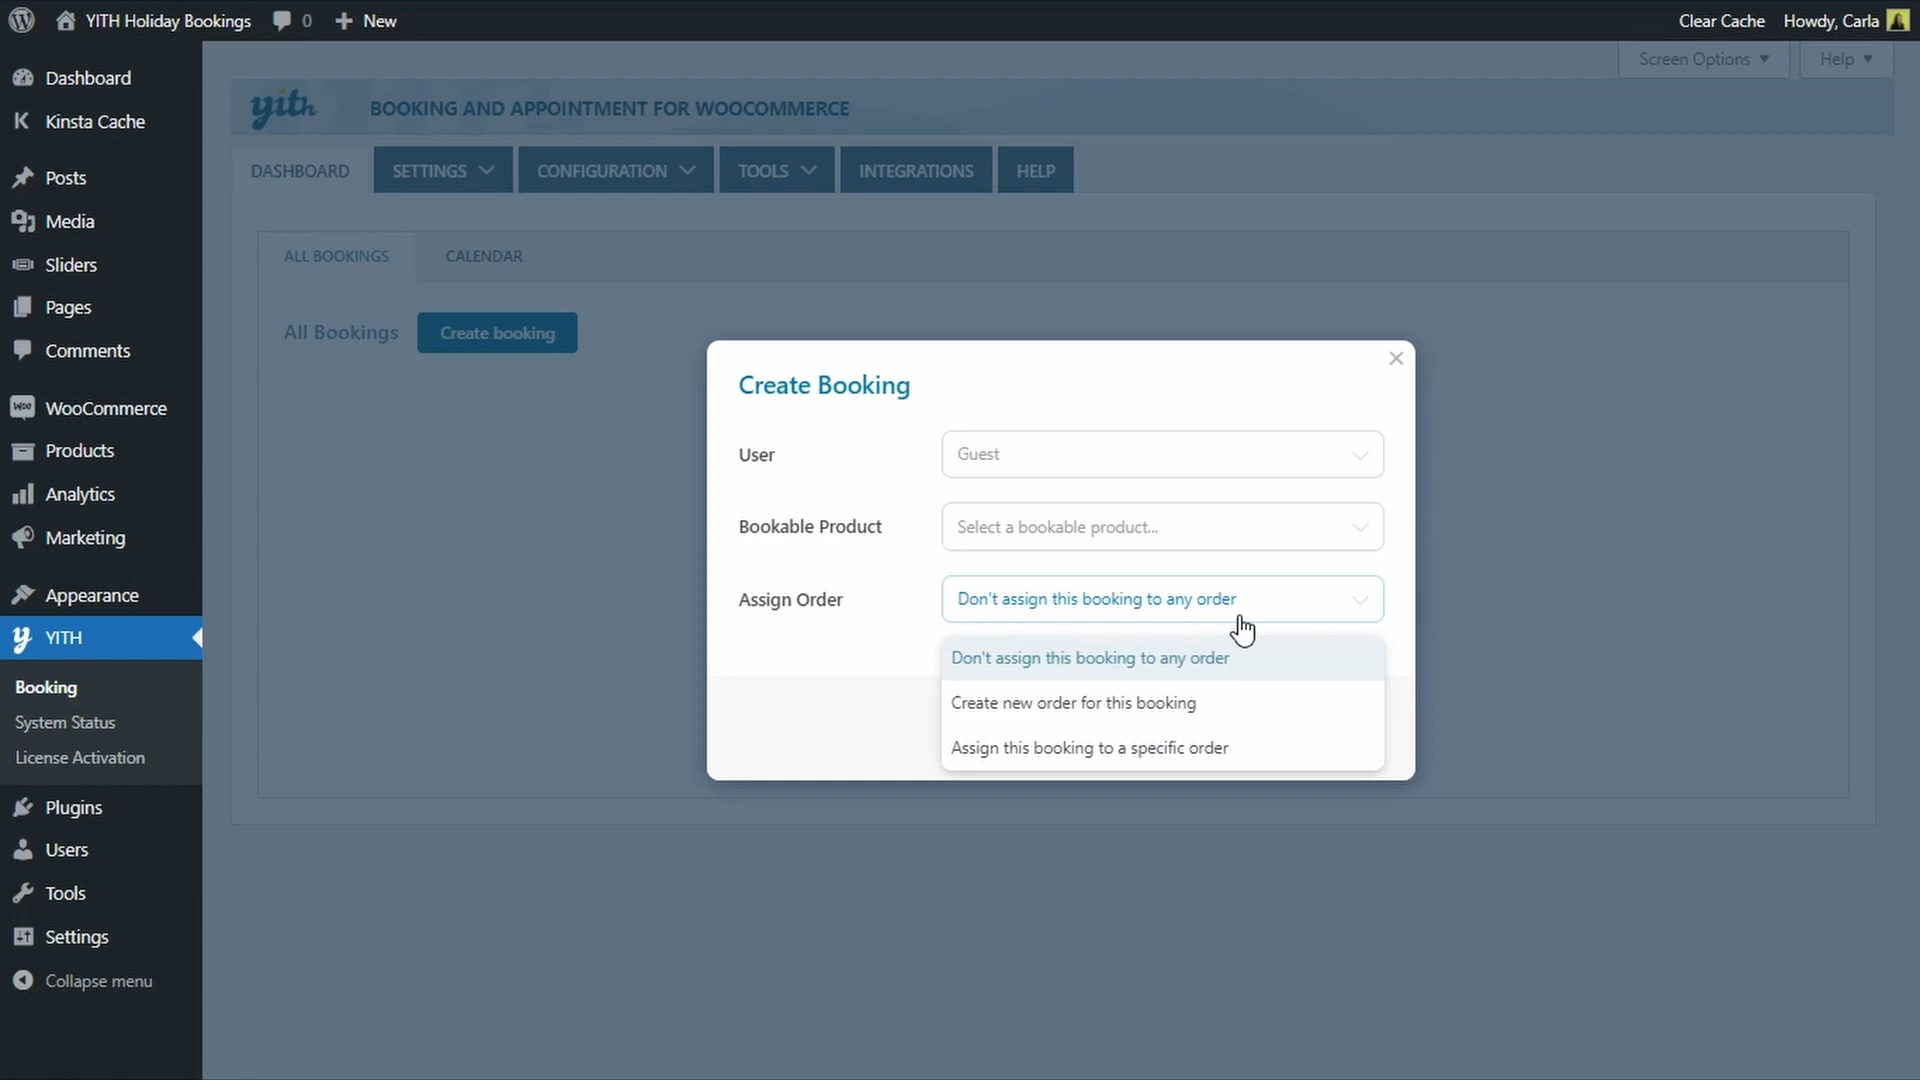 YITH Holiday Bookings 0 New Clear Cache Howdy, Carla
Screen Options Help
Dashboard
Kinsta Cache
Posts
Media
Sliders
Pages
Comments
WooCommerce
Products
Analytics
Marketing
Appearance
YITH
Booking
System Status
License Activation
Plugins
Users
Tools
Settings
Collapse menu
yith BOOKING AND APPOINTMENT FOR WOOCOMMERCE
DASHBOARD SETTINGS CONFIGURATION TOOLS INTEGRATIONS HELP
ALL BOOKINGS CALENDAR
All Bookings Create booking
Create Booking
User Guest
Bookable Product Select a bookable product...
Assign Order Don't assign this booking to any order
Don't assign this booking to any order
Create new order for this booking
Assign this booking to a specific order